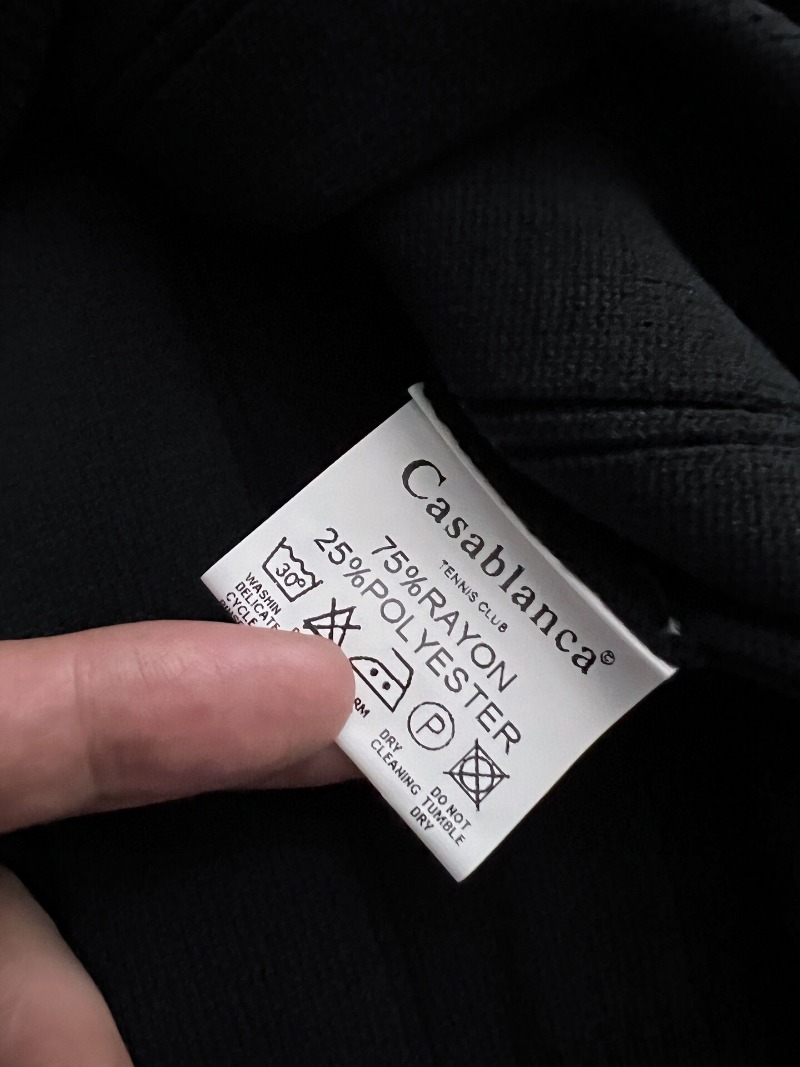 Casablanca©
TENNIS CLUB
75%RAYON
25%POLYESTER
30°
P
WASHIN
DELICATE
CYCLE
DRY
CLEANING
DO NOT
TUMBLE
DRY